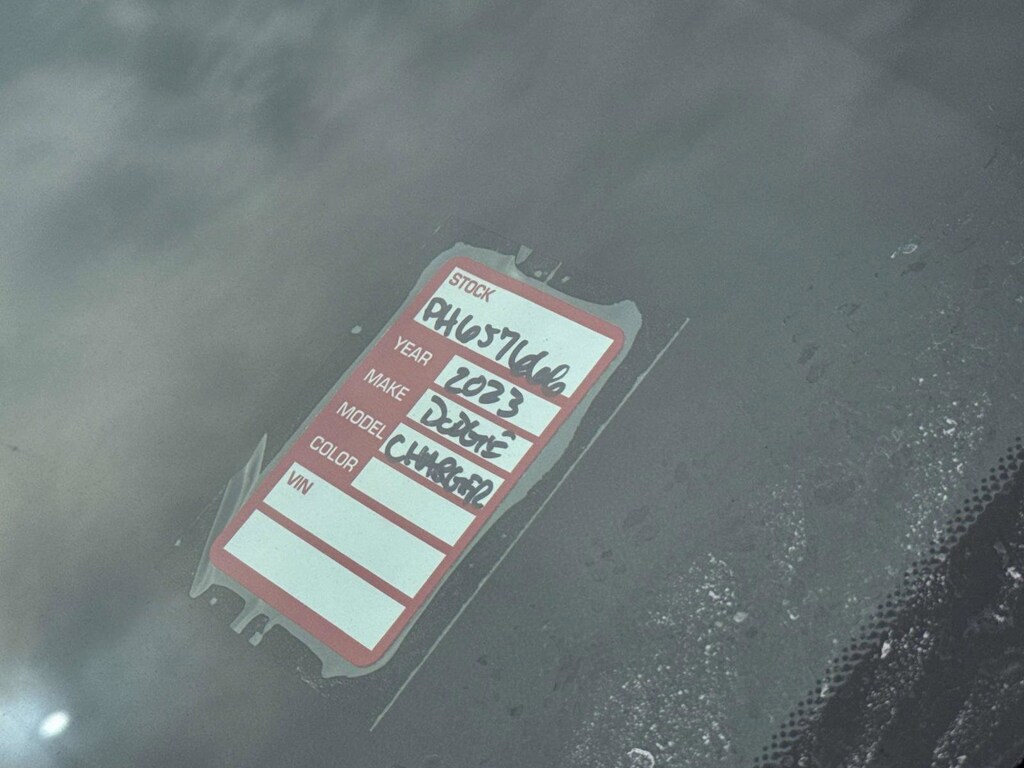 STOCK
PH657666
YEAR 2023
MAKE DODGE
MODEL CHARGER
COLOR
VIN